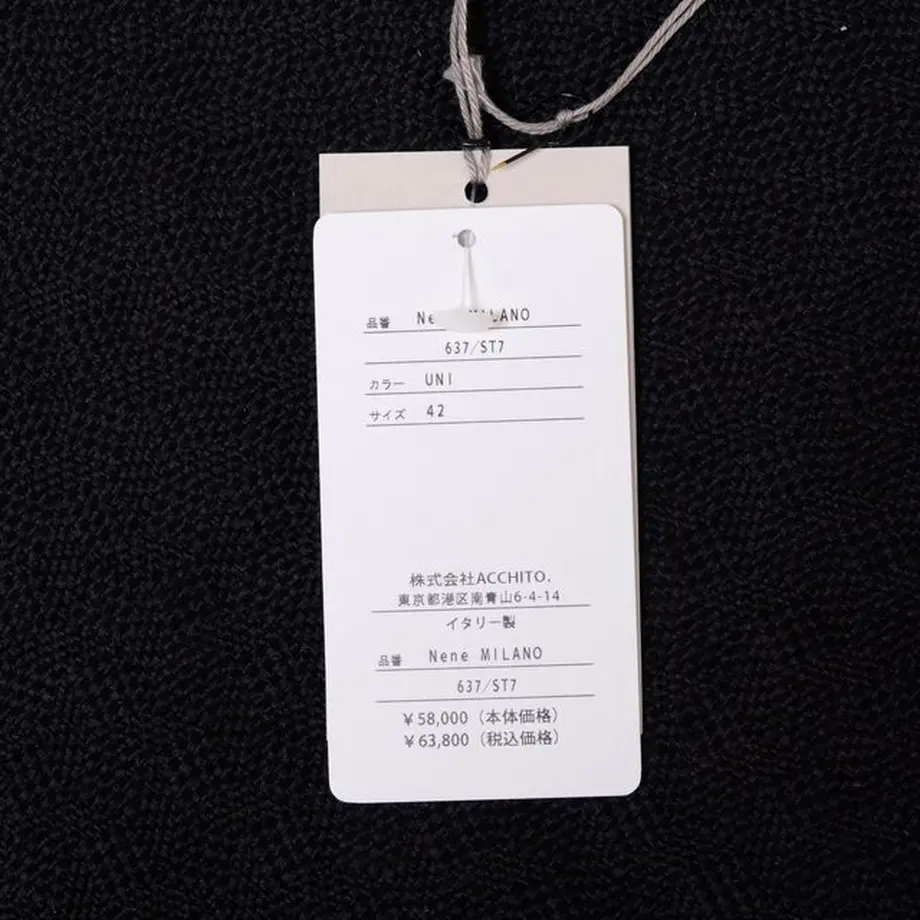 品番 Nene MILANO
637/ST7
カラー UNI
サイズ 42
株式会社ACCHITO.
東京都港区南青山6-4-14
イタリー製
品番 Nene MILANO
637/ST7
¥58,000（本体価格）
¥63,800（税込価格）